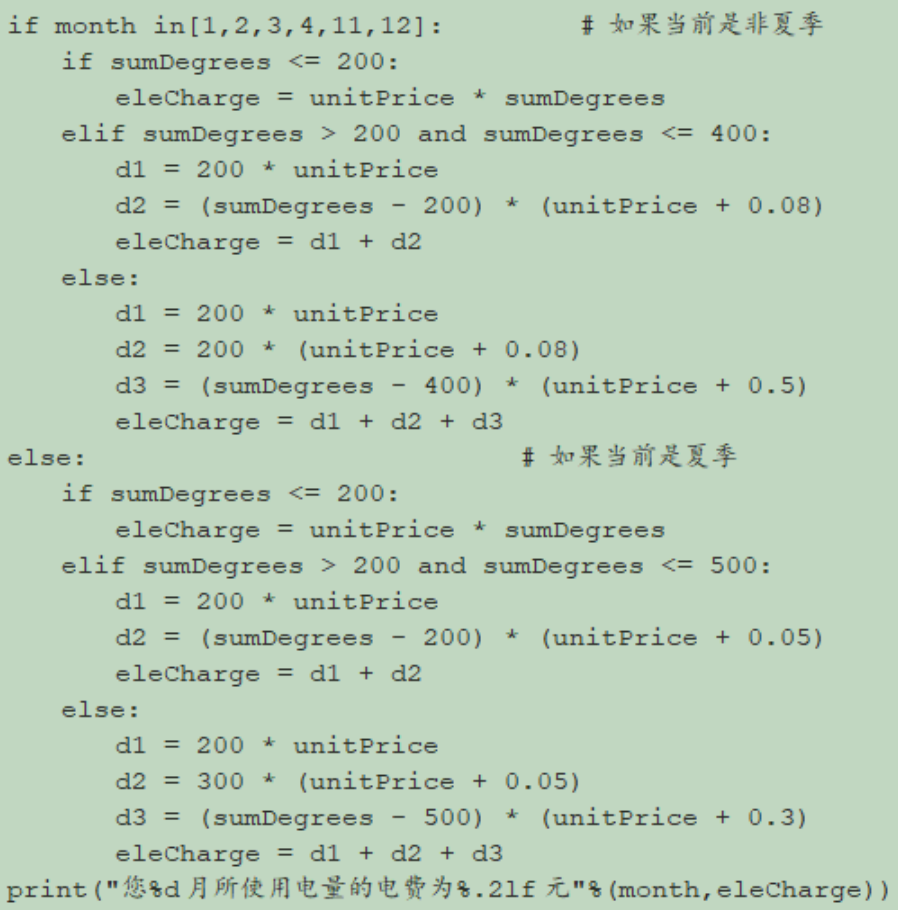 if month in[1,2,3,4,11,12]: # 如果当前是非夏季
    if sumDegrees <= 200:
        eleCharge = unitPrice * sumDegrees
    elif sumDegrees > 200 and sumDegrees <= 400:
        d1 = 200 * unitPrice
        d2 = (sumDegrees - 200) * (unitPrice + 0.08)
        eleCharge = d1 + d2
    else:
        d1 = 200 * unitPrice
        d2 = 200 * (unitPrice + 0.08)
        d3 = (sumDegrees - 400) * (unitPrice + 0.5)
        eleCharge = d1 + d2 + d3
else: # 如果当前是夏季
    if sumDegrees <= 200:
        eleCharge = unitPrice * sumDegrees
    elif sumDegrees > 200 and sumDegrees <= 500:
        d1 = 200 * unitPrice
        d2 = (sumDegrees - 200) * (unitPrice + 0.05)
        eleCharge = d1 + d2
    else:
        d1 = 200 * unitPrice
        d2 = 300 * (unitPrice + 0.05)
        d3 = (sumDegrees - 500) * (unitPrice + 0.3)
        eleCharge = d1 + d2 + d3
print("您%d月所使用电量的电费为%.2lf元"%(month,eleCharge))